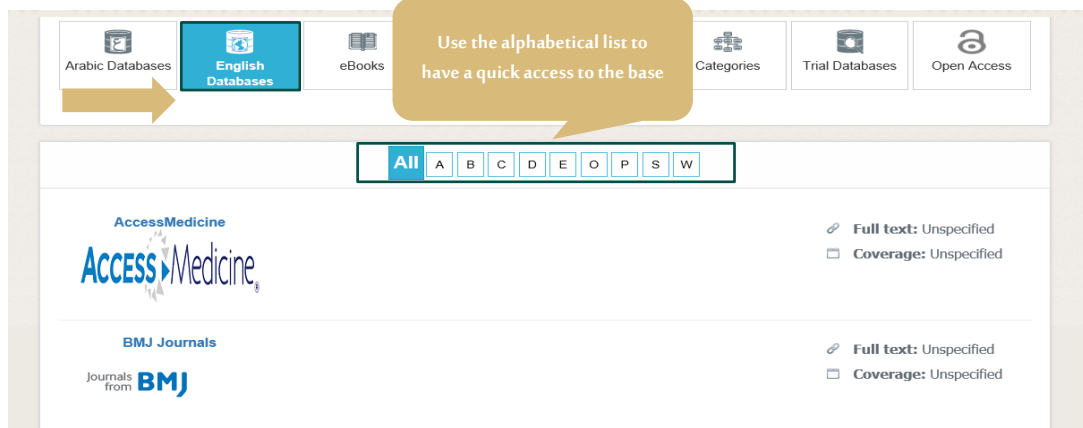 Arabic Databases
English
Databases
eBooks
Use the alphabetical list to
have a quick access to the base
Categories
Trial Databases
Open Access
All A B C D E O P S W
AccessMedicine
ACCESS Medicine®
Full text: Unspecified
Coverage: Unspecified
BMJ Journals
Journals
from BMJ
Full text: Unspecified
Coverage: Unspecified